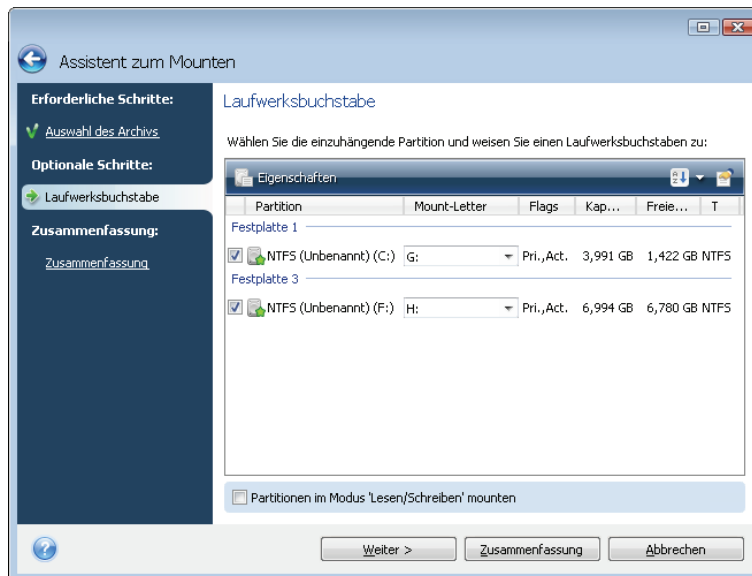 Assistent zum Mounten
Erforderliche Schritte:
Auswahl des Archivs
Optionale Schritte:
Laufwerksbuchstabe
Zusammenfassung:
Zusammenfassung
Laufwerksbuchstabe
Wählen Sie die einzuhängende Partition und weisen Sie einen Laufwerksbuchstaben zu:
Eigenschaften
Partition Mount-Letter Flags Kap... Freie... T
Festplatte 1
NTFS (Unbenannt) (C:) G: Pri.,Act. 3,991 GB 1,422 GB NTFS
Festplatte 3
NTFS (Unbenannt) (F:) H: Pri.,Act. 6,994 GB 6,780 GB NTFS
Partitionen im Modus 'Lesen/Schreiben' mounten
Weiter > Zusammenfassung Abbrechen